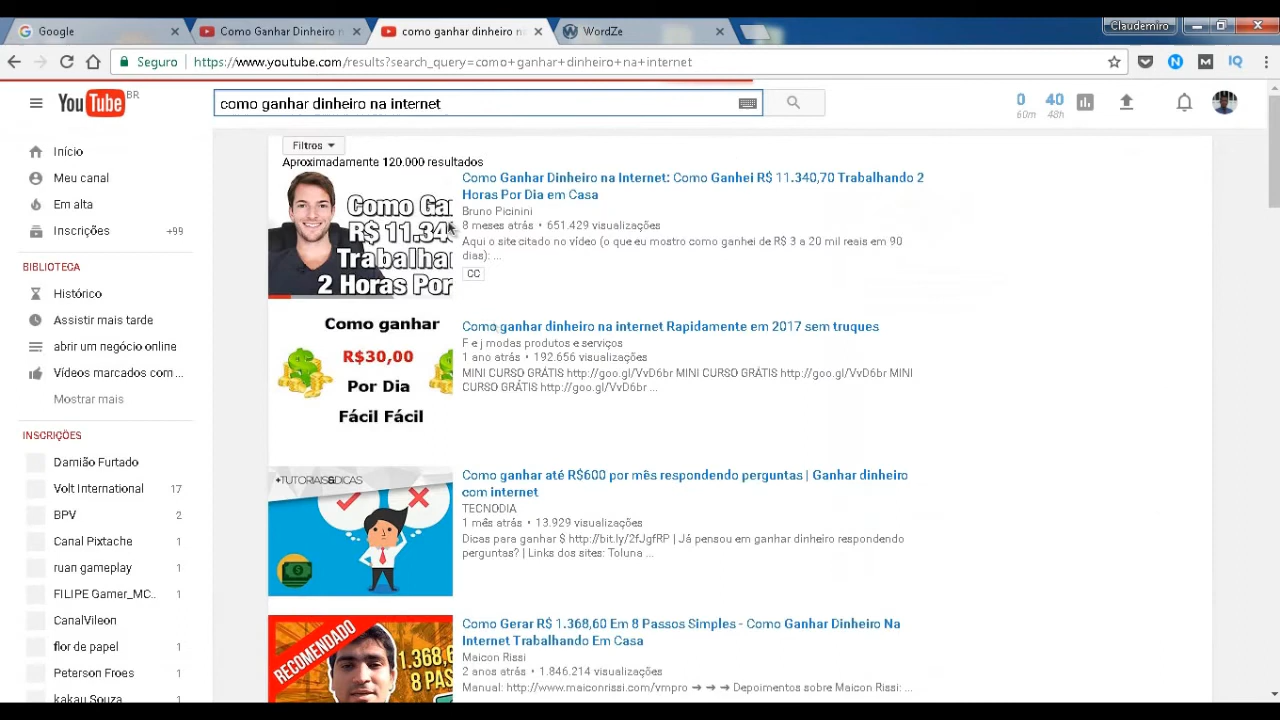 Google
Como Ganhar Dinheiro n
como ganhar dinheiro n
WordZe
Claudemiro
Seguro
https://www.youtube.com/results?search_query=como+ganhar+dinheiro+na+internet
YouTube BR
como ganhar dinheiro na internet
0
60m
40
48h
Início
Meu canal
Em alta
Inscrições +99
BIBLIOTECA
Histórico
Assistir mais tarde
abrir um negócio online
Vídeos marcados com ...
Mostrar mais
INSCRIÇÕES
Damião Furtado
Volt International 17
BPV 2
Canal Pixtache 1
ruan gameplay 1
FILIPE Gamer_MC.. 1
CanalVileon
flor de papel 1
Peterson Froes 1
kakau Souza
Filtros
Aproximadamente 120.000 resultados
Como Gar
R$ 11.34
Trabalha
2 Horas Por
Como Ganhar Dinheiro na Internet: Como Ganhei R$ 11.340,70 Trabalhando 2
Horas Por Dia em Casa
Bruno Picinini
8 meses atrás • 651.429 visualizações
Aqui o site citado no vídeo (o que eu mostro como ganhei de R$ 3 a 20 mil reais em 90
dias): ...
CC
Como ganhar
R$30,00
Por Dia
Fácil Fácil
Como ganhar dinheiro na internet Rapidamente em 2017 sem truques
F e j modas produtos e serviços
1 ano atrás • 192.656 visualizações
MINI CURSO GRÁTIS http://goo.gl/VvD6br MINI CURSO GRÁTIS http://goo.gl/VvD6br MINI
CURSO GRÁTIS http://goo.gl/VvD6br ...
+TUTORIAIS&DICAS
Como ganhar até R$600 por mês respondendo perguntas | Ganhar dinheiro
com internet
TECNODIA
1 mês atrás • 13.929 visualizações
Dicas para ganhar $ http://bit.ly/2fJgfRP | Já pensou em ganhar dinheiro respondendo
perguntas? | Links dos sites: Toluna ...
RECOMENDADO
1.368,6
8 PAS
Como Gerar R$ 1.368,60 Em 8 Passos Simples - Como Ganhar Dinheiro Na
Internet Trabalhando Em Casa
Maicon Rissi
2 anos atrás • 1.846.214 visualizações
Manual: http://www.maiconrissi.com/vmpro ➔ ➔ ➔ Depoimentos sobre Maicon Rissi: ...